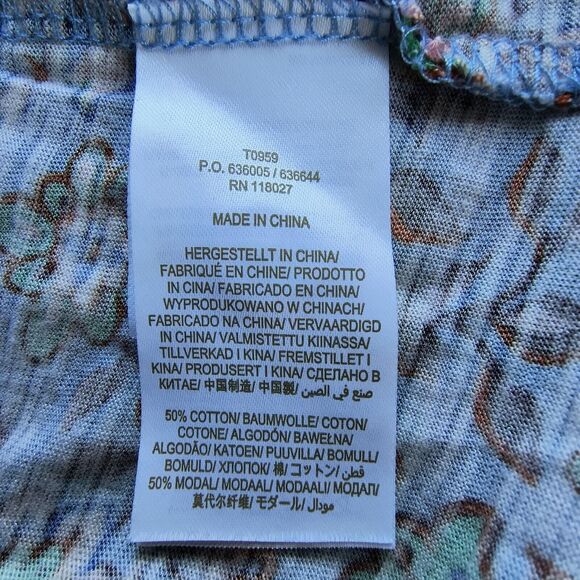 T0959
P.O. 636005 / 636644
RN 118027
MADE IN CHINA
HERGESTELLT IN CHINA/
FABRIQUÉ EN CHINE/ PRODOTTO
IN CINA/ FABRICADO EN CHINA/
WYPRODUKOWANO W CHINACH/
FABRICADO NA CHINA/ VERVAARDIGD
IN CHINA/ VALMISTETTU KIINASSA/
TILLVERKAD I KINA/ FREMSTILLET I
KINA/ PRODUSERT I KINA/ СДЕЛАНО В
КИТАЕ/ 中国制造/ 中国製/ صنع في الصين
50% COTTON/ BAUMWOLLE/ COTON/
COTONE/ ALGODÓN/ BAWEŁNA/
ALGODÃO/ KATOEN/ PUUVILLA/ BOMULL/
BOMULD/ ХЛОПОК/ 棉/ コットン/ قطن
50% MODAL/ MODAAL/ MODAALI/ МОДАЛ/
莫代尔纤维/ モダール/ مودال